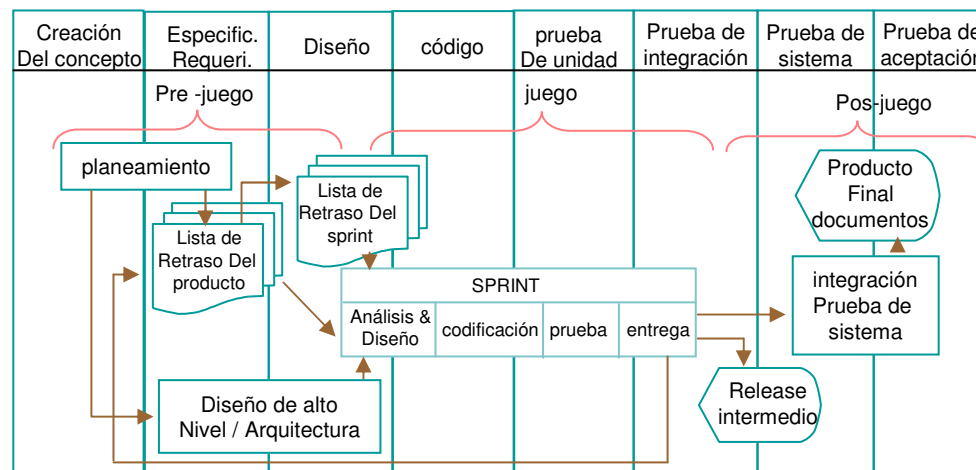 Creación
Del concepto
Especific.
Requeri.
Diseño
código
prueba
De unidad
Prueba de
integración
Prueba de
sistema
Prueba de
aceptación
Pre -juego
juego
Pos-juego
planeamiento
Lista de
Retraso Del
sprint
Producto
Final
documentos
Lista de
Retraso Del
producto
SPRINT
Análisis &
Diseño
codificación
prueba
entrega
integración
Prueba de
sistema
Diseño de alto
Nivel / Arquitectura
Release
intermedio